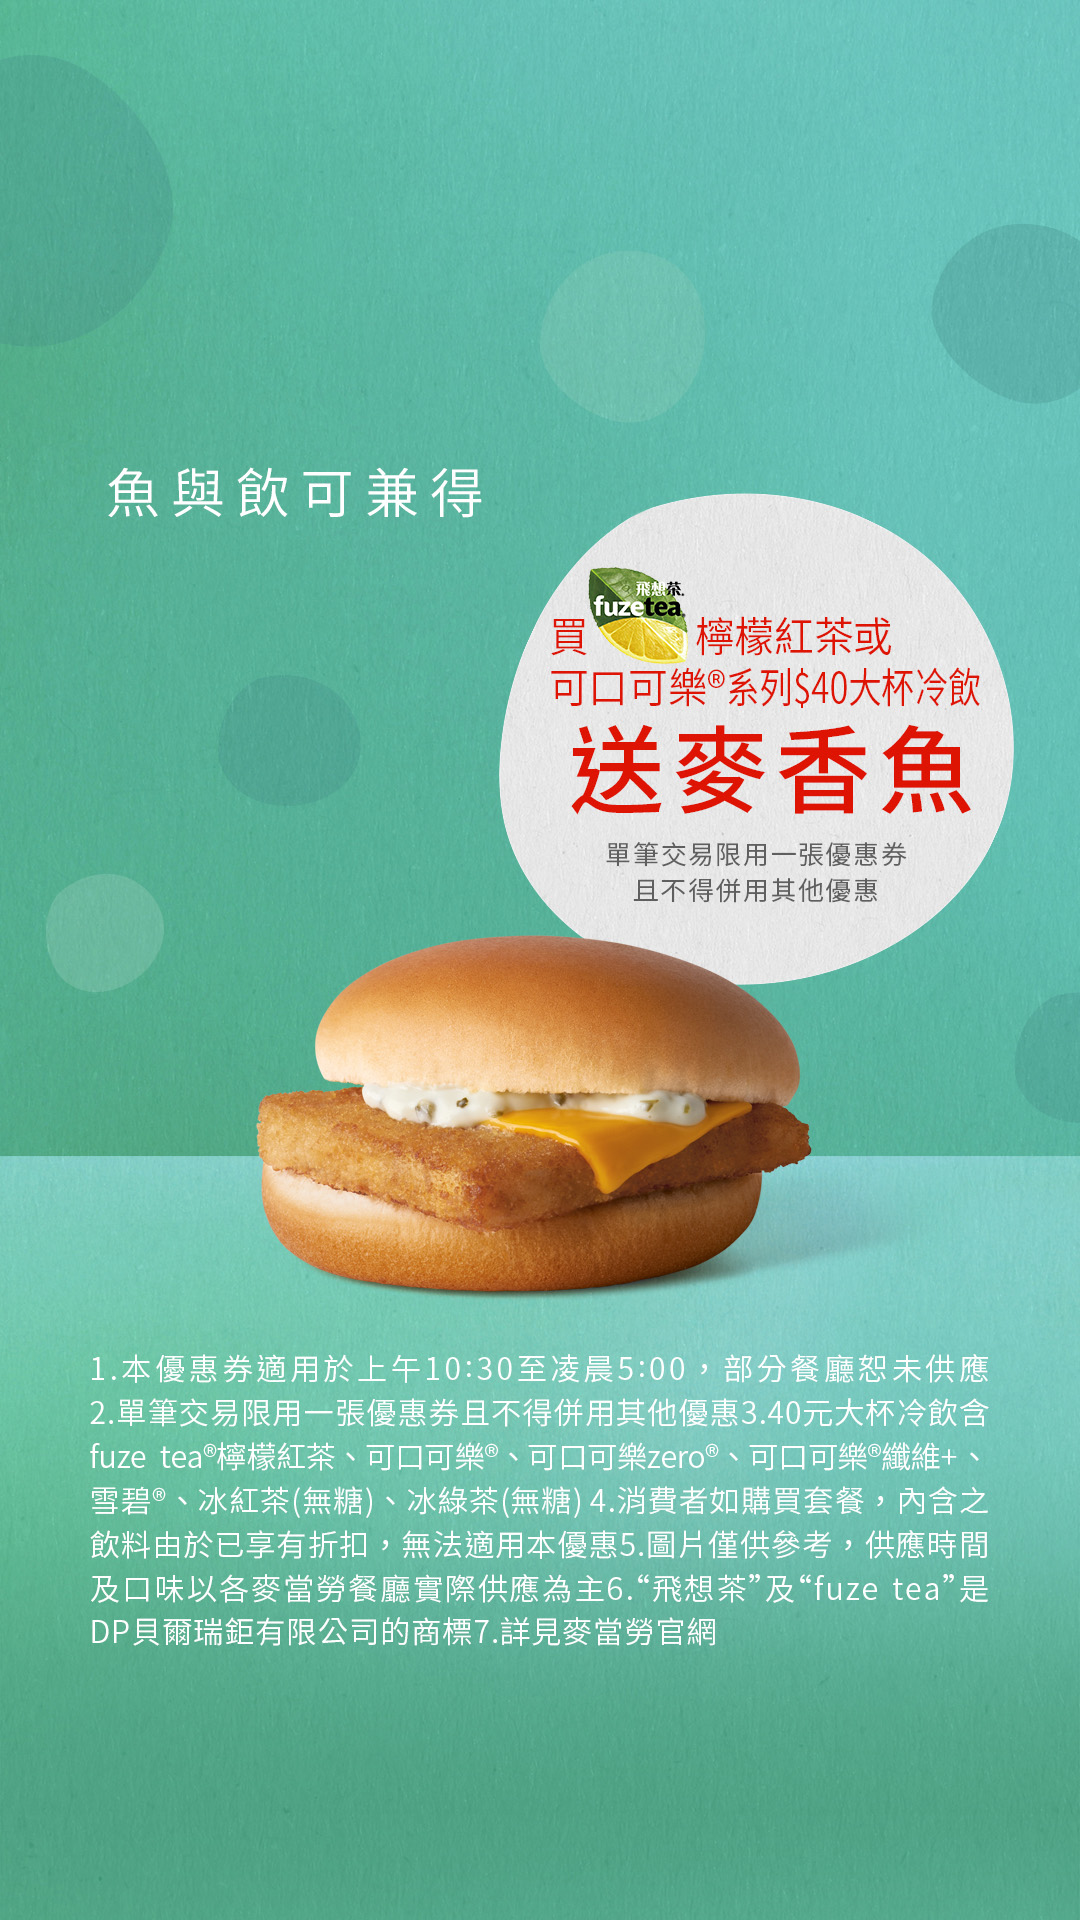 魚與飲可兼得
飛想茶
fuzetea
買 檸檬紅茶或
可口可樂®系列$40大杯冷飲
送麥香魚
單筆交易限用一張優惠券
且不得併用其他優惠
1.本優惠券適用於上午10:30至凌晨5:00，部分餐廳恕未供應
2.單筆交易限用一張優惠券且不得併用其他優惠3.40元大杯冷飲含
fuze tea®檸檬紅茶、可口可樂®、可口可樂zero®、可口可樂®纖維+、
雪碧®、冰紅茶(無糖)、冰綠茶(無糖) 4.消費者如購買套餐，內含之
飲料由於已享有折扣，無法適用本優惠5.圖片僅供參考，供應時間
及口味以各麥當勞餐廳實際供應為主6.“飛想茶”及“fuze tea”是
DP貝爾瑞鉅有限公司的商標7.詳見麥當勞官網